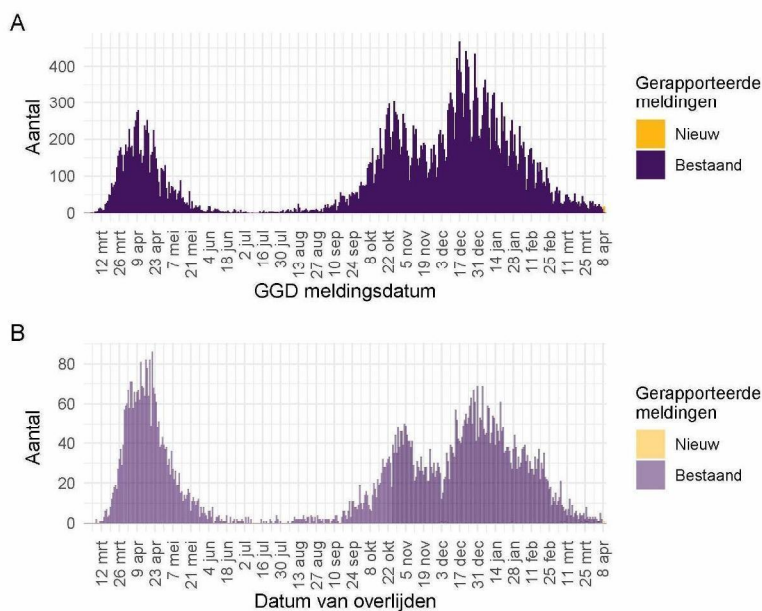 A
Aantal
400
300
200
100
0
12 mrt
26 mrt
9 apr
23 apr
7 mei
21 mei
4 jun
18 jun
2 jul
16 jul
30 jul
13 aug
27 aug
10 sep
24 sep
8 okt
22 okt
5 nov
19 nov
3 dec
17 dec
31 dec
14 jan
28 jan
11 feb
25 feb
11 mrt
25 mrt
8 apr
GGD meldingsdatum
Gerapporteerde
meldingen
Nieuw
Bestaand
B
Aantal
80
60
40
20
0
12 mrt
26 mrt
9 apr
23 apr
7 mei
21 mei
4 jun
18 jun
2 jul
16 jul
30 jul
13 aug
27 aug
10 sep
24 sep
8 okt
22 okt
5 nov
19 nov
3 dec
17 dec
31 dec
14 jan
28 jan
11 feb
25 feb
11 mrt
25 mrt
8 apr
Datum van overlijden
Gerapporteerde
meldingen
Nieuw
Bestaand